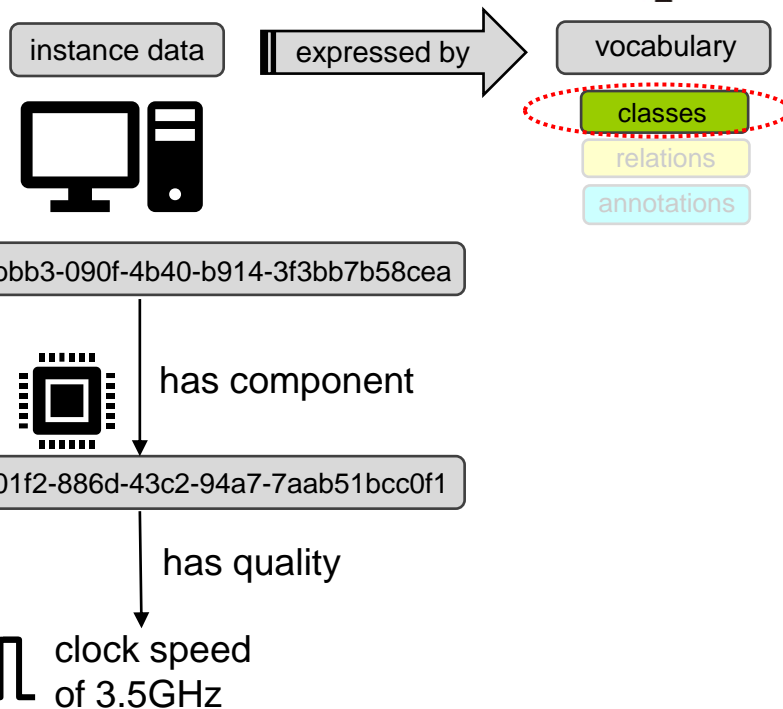 instance data
expressed by
vocabulary
classes
relations
annotations
bb3-090f-4b40-b914-3f3bb7b58cea
has component
01f2-886d-43c2-94a7-7aab51bcc0f1
has quality
clock speed
of 3.5GHz